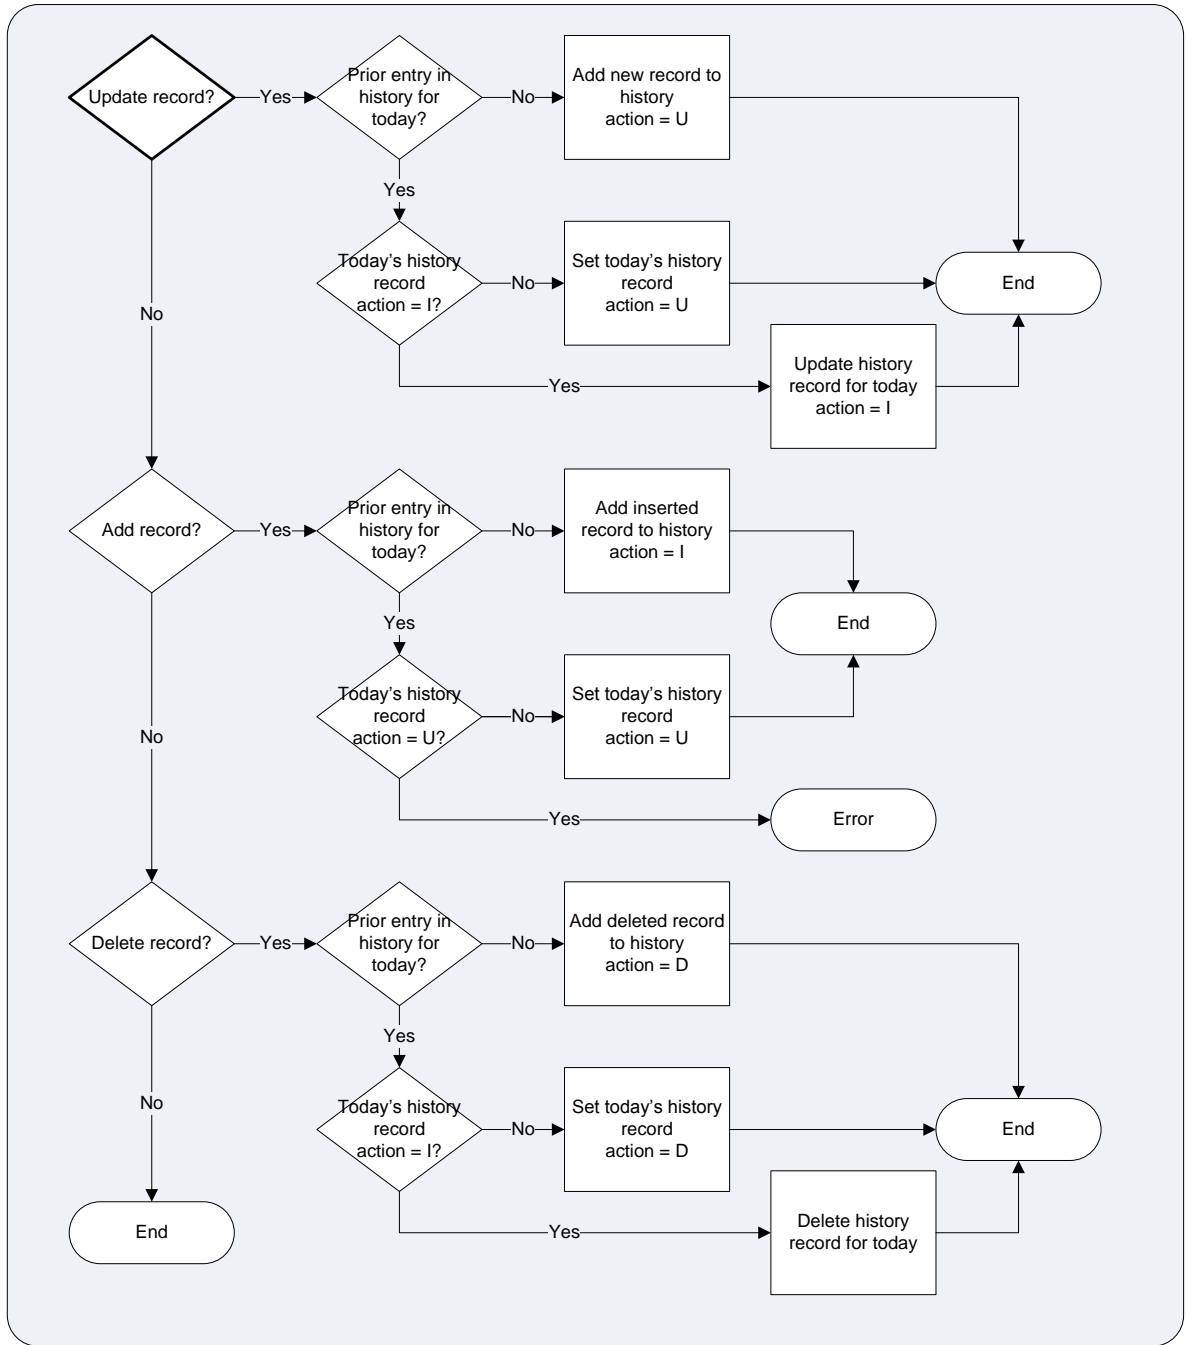 Update record?
Yes
Prior entry in
history for
today?
No
Add new record to
history
action = U
Yes
Today's history
record
action = I?
No
Set today's history
record
action = U
End
No
Yes
Update history
record for today
action = I
Add record?
Yes
Prior entry in
history for
today?
No
Add inserted
record to history
action = I
Yes
End
Today's history
record
action = U?
No
Set today's history
record
action = U
No
Yes
Error
Delete record?
Yes
Prior entry in
history for
today?
No
Add deleted record
to history
action = D
Yes
No
Today's history
record
action = I?
No
Set today's history
record
action = D
End
End
Yes
Delete history
record for today